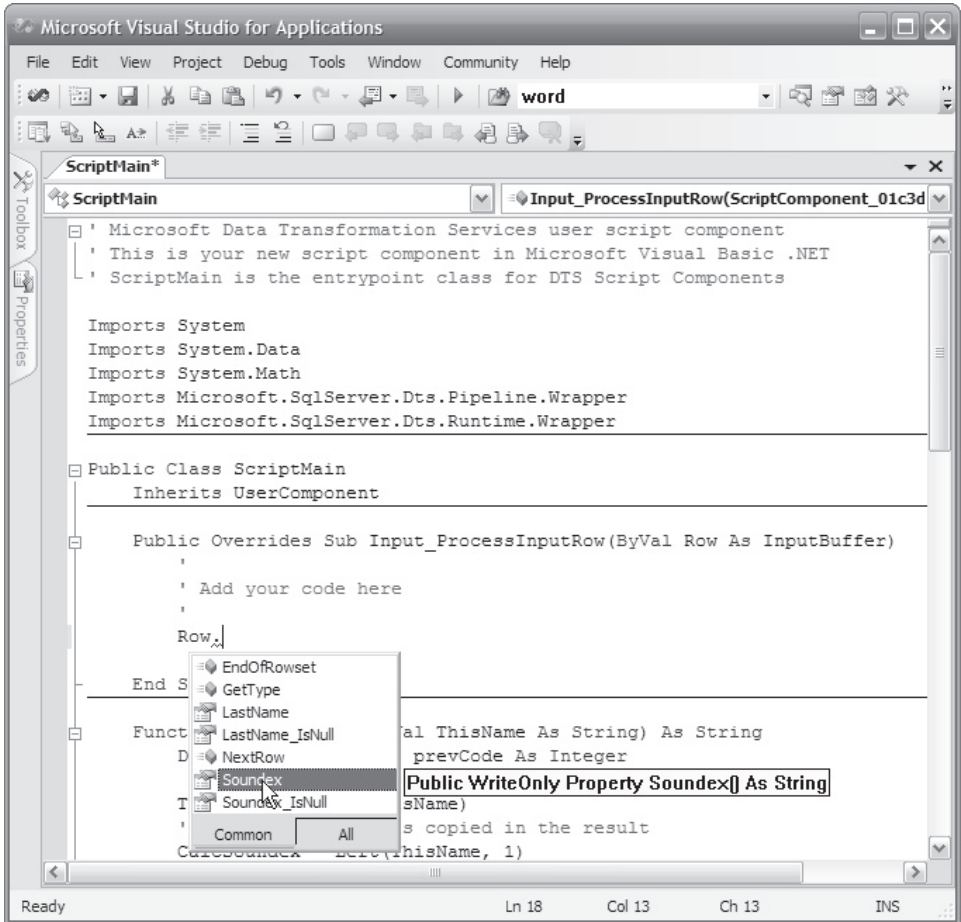 Microsoft Visual Studio for Applications
File Edit View Project Debug Tools Window Community Help
word
ScriptMain*
ScriptMain
Input_ProcessInputRow(ScriptComponent_01c3d
Toolbox
Properties
' Microsoft Data Transformation Services user script component
' This is your new script component in Microsoft Visual Basic .NET
' ScriptMain is the entrypoint class for DTS Script Components
Imports System
Imports System.Data
Imports System.Math
Imports Microsoft.SqlServer.Dts.Pipeline.Wrapper
Imports Microsoft.SqlServer.Dts.Runtime.Wrapper
Public Class ScriptMain
Inherits UserComponent
Public Overrides Sub Input_ProcessInputRow(ByVal Row As InputBuffer)
'
' Add your code here
'
Row.
EndOfRowset
End S
GetType
LastName
Funct
LastName_IsNull
al ThisName As String) As String
D
NextRow
prevCode As Integer
Soundex
Public WriteOnly Property Soundex() As String
T
Soundex_IsNull
sName)
'
Common All
s copied in the result
ThisName, 1)
Ready Ln 18 Col 13 Ch 13 INS